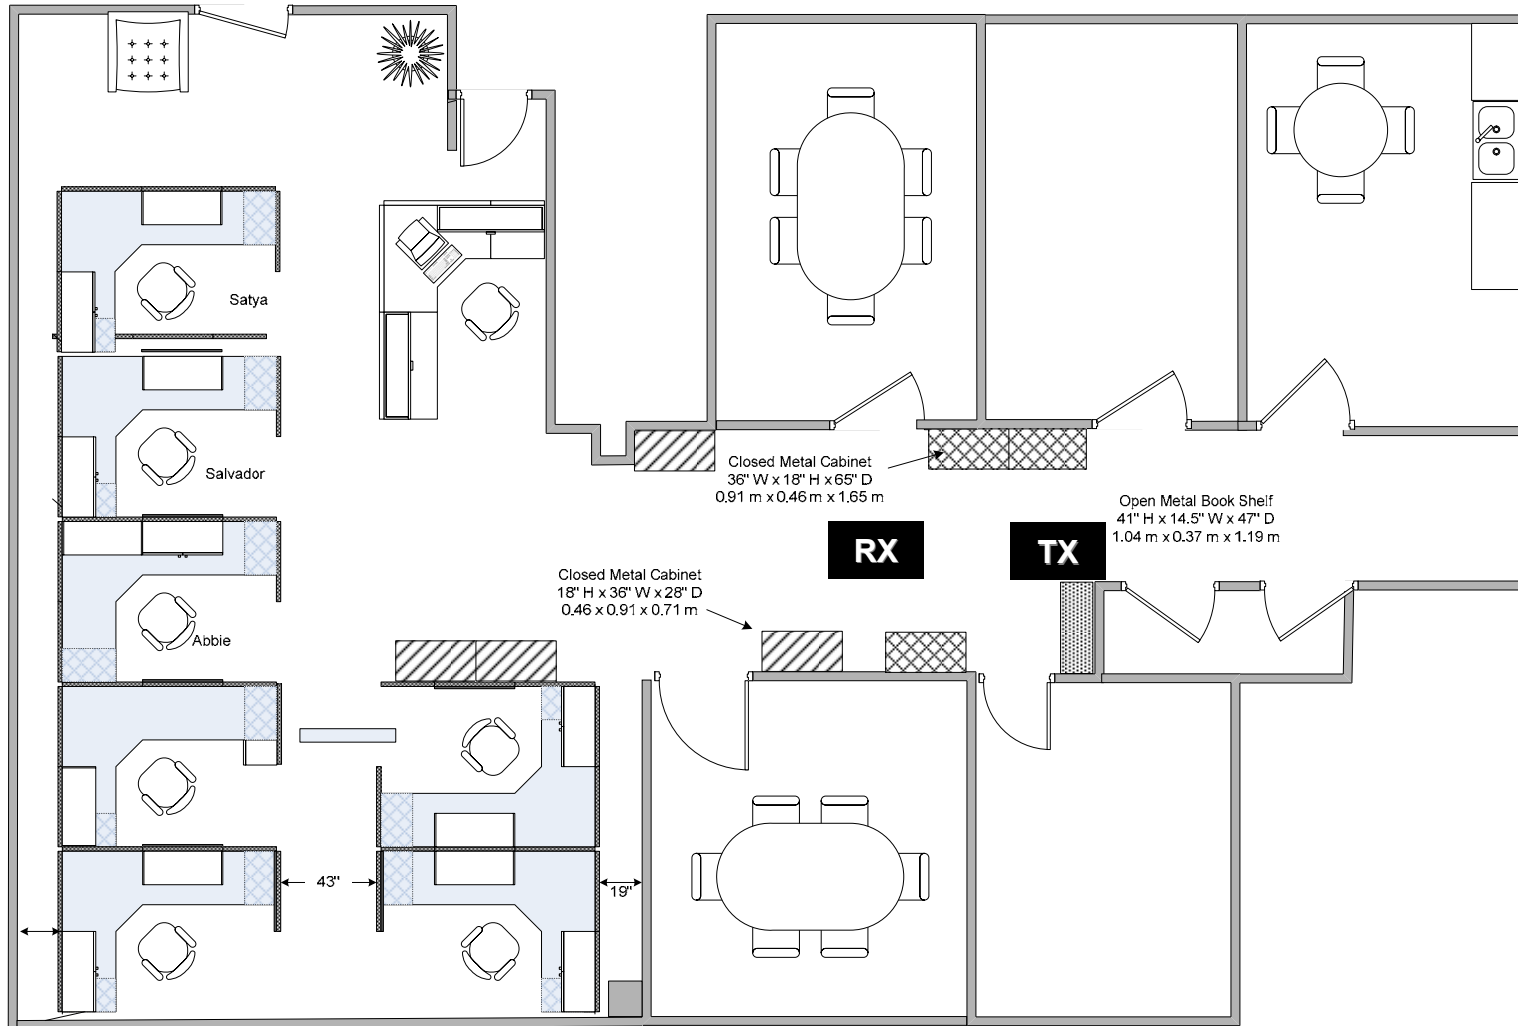 Satya
Salvador
Closed Metal Cabinet
36" W x 18" H x 65" D
0.91 m x 0.46 m x 1.65 m
Open Metal Book Shelf
41" H x 14.5" W x 47" D
1.04 m x 0.37 m x 1.19 m
RX
TX
Closed Metal Cabinet
18" H x 36" W x 28" D
0.46 x 0.91 x 0.71 m
Abbie
43"
19"